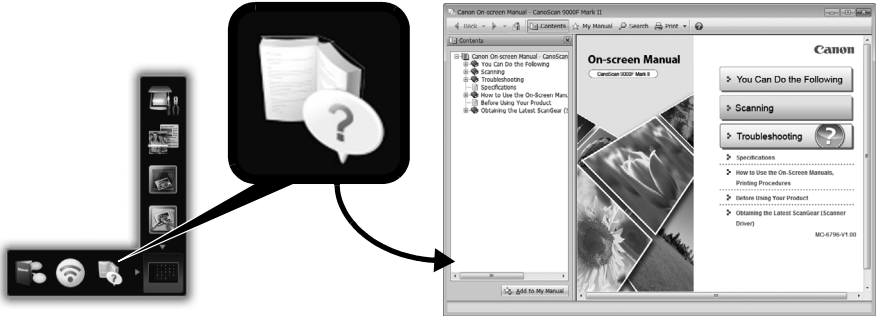 Canon On-screen Manual - CanoScan 9000F Mark II
Back
Contents
My Manual
Search
Print
Contents
Canon On-screen Manual - CanoScan
You Can Do the Following
Scanning
Troubleshooting
Specifications
How to Use the On-Screen Manu
Before Using Your Product
Obtaining the Latest ScanGear (S
Add to My Manual
On-screen Manual
CanoScan 9000F Mark II
Canon
You Can Do the Following
Scanning
Troubleshooting
Specifications
How to Use the On-Screen Manuals,
Printing Procedures
Before Using Your Product
Obtaining the Latest ScanGear (Scanner
Driver)
MC-6796-V1.00